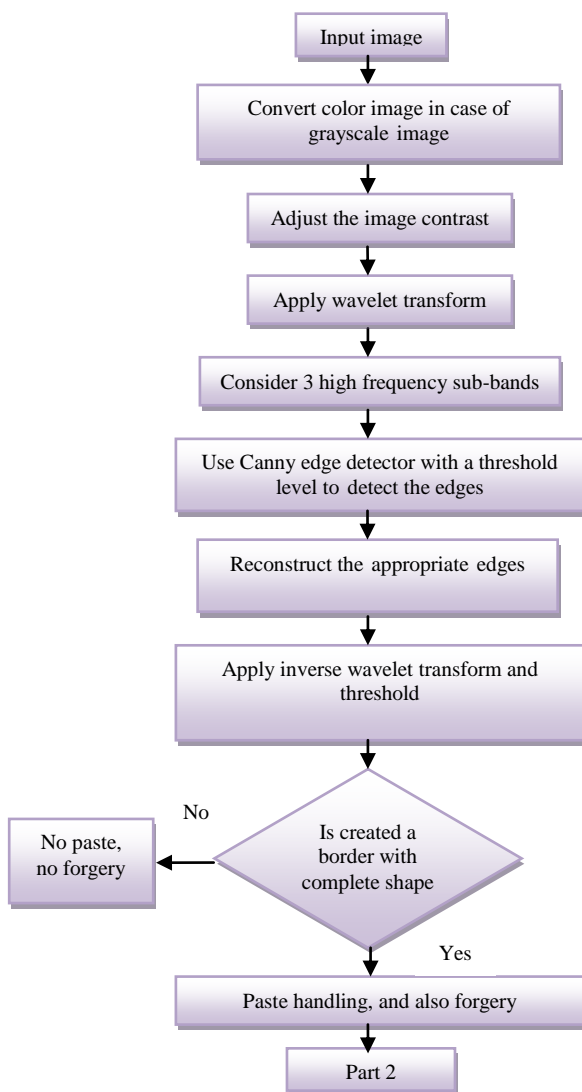 Input image
Convert color image in case of
grayscale image
Adjust the image contrast
Apply wavelet transform
Consider 3 high frequency sub-bands
Use Canny edge detector with a threshold
level to detect the edges
Reconstruct the appropriate edges
Apply inverse wavelet transform and
threshold
Is created a
border with
complete shape
No
No paste,
no forgery
Yes
Paste handling, and also forgery
Part 2